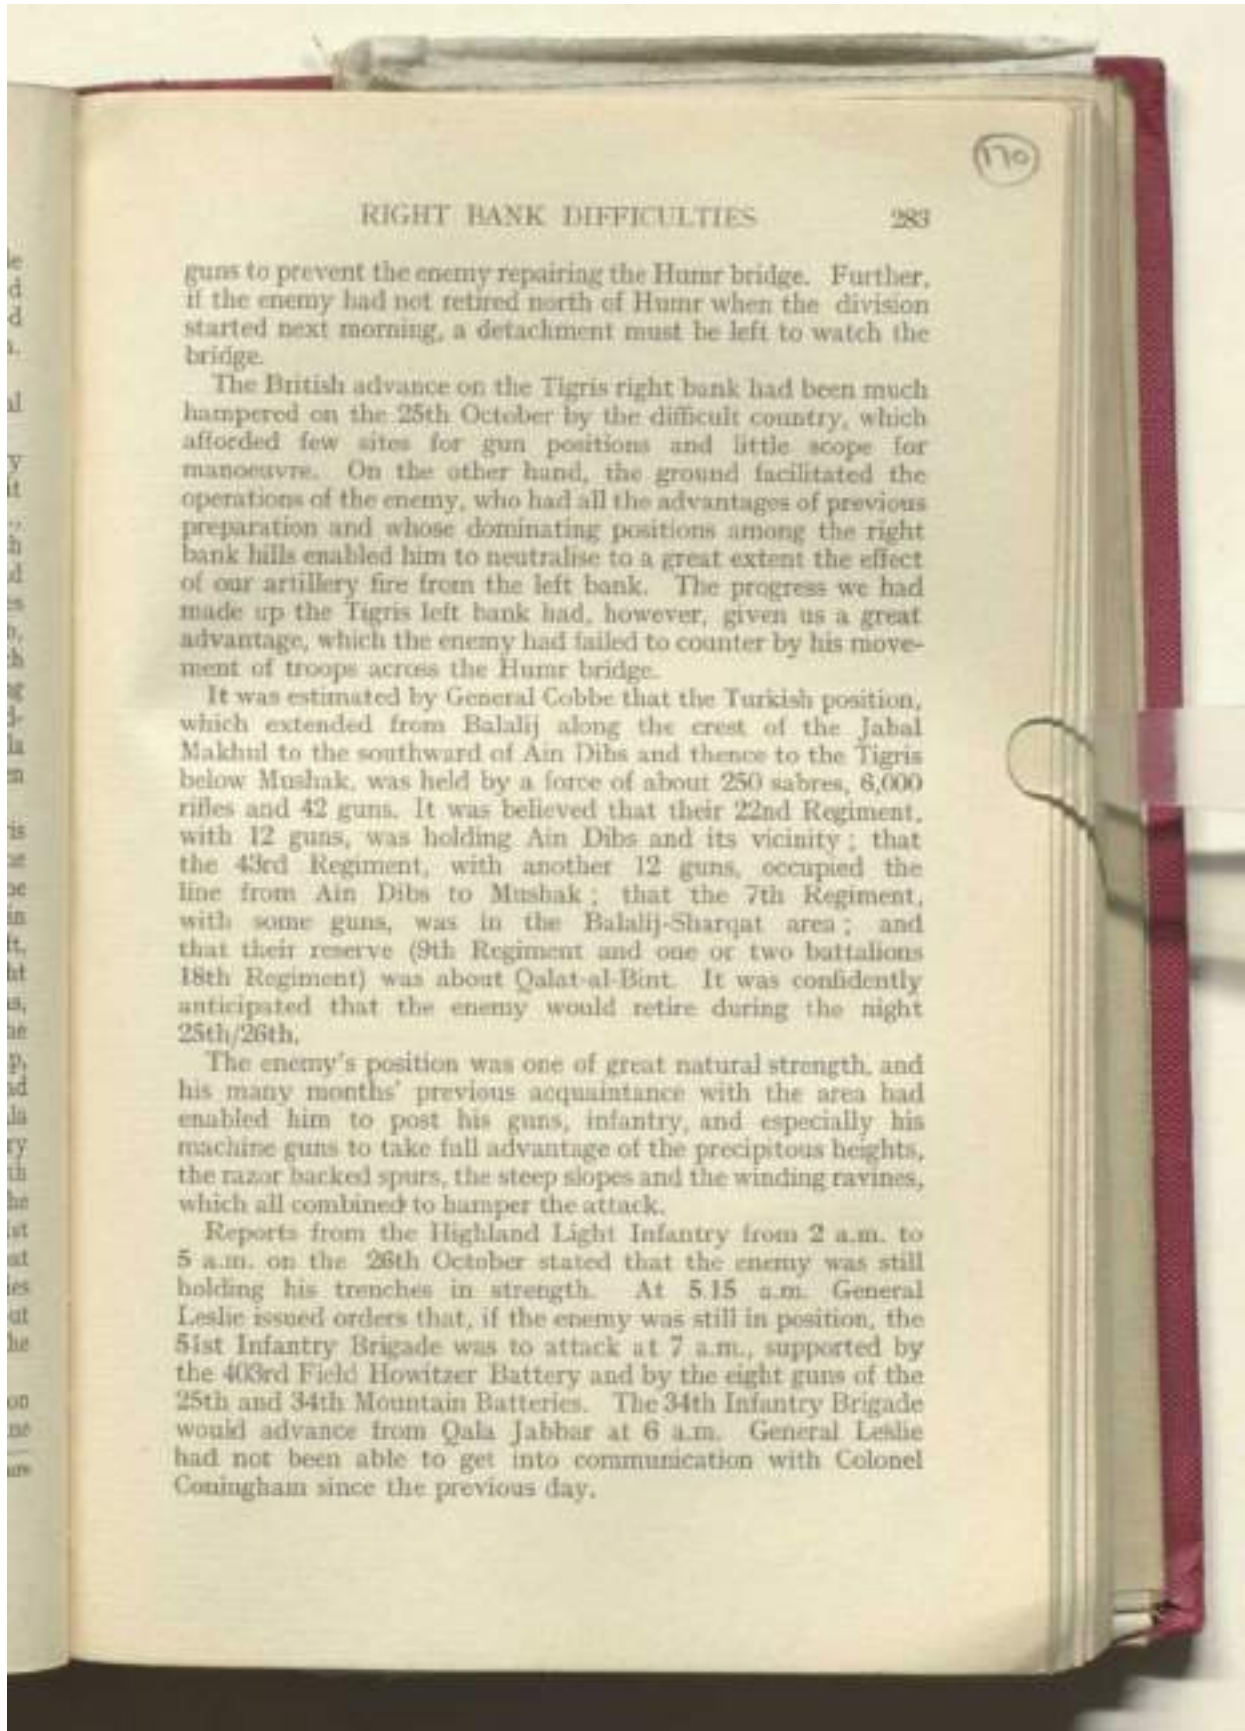 170
RIGHT BANK DIFFICULTIES 283
guns to prevent the enemy repairing the Humr bridge. Further,
if the enemy had not retired north of Humr when the division
started next morning, a detachment must be left to watch the
bridge.
The British advance on the Tigris right bank had been much
hampered on the 25th October by the difficult country, which
afforded few sites for gun positions and little scope for
manoeuvre. On the other hand, the ground facilitated the
operations of the enemy, who had all the advantages of previous
preparation and whose dominating positions among the right
bank hills enabled him to neutralise to a great extent the effect
of our artillery fire from the left bank. The progress we had
made up the Tigris left bank had, however, given us a great
advantage, which the enemy had failed to counter by his move-
ment of troops across the Humr bridge.
It was estimated by General Cobbe that the Turkish position,
which extended from Balalij along the crest of the Jabal
Makhul to the southward of Ain Dibs and thence to the Tigris
below Mushak, was held by a force of about 250 sabres, 6,000
rifles and 42 guns. It was believed that their 22nd Regiment,
with 12 guns, was holding Ain Dibs and its vicinity ; that
the 43rd Regiment, with another 12 guns, occupied the
line from Ain Dibs to Mushak ; that the 7th Regiment,
with some guns, was in the Balalij-Sharqat area ; and
that their reserve (9th Regiment and one or two battalions
18th Regiment) was about Qalat-al-Bint. It was confidently
anticipated that the enemy would retire during the night
25th/26th.
The enemy's position was one of great natural strength, and
his many months' previous acquaintance with the area had
enabled him to post his guns, infantry, and especially his
machine guns to take full advantage of the precipitous heights,
the razor backed spurs, the steep slopes and the winding ravines,
which all combined to hamper the attack.
Reports from the Highland Light Infantry from 2 a.m. to
5 a.m. on the 26th October stated that the enemy was still
holding his trenches in strength. At 5.15 a.m. General
Leslie issued orders that, if the enemy was still in position, the
51st Infantry Brigade was to attack at 7 a.m., supported by
the 403rd Field Howitzer Battery and by the eight guns of the
25th and 34th Mountain Batteries. The 34th Infantry Brigade
would advance from Qala Jabbar at 6 a.m. General Leslie
had not been able to get into communication with Colonel
Coningham since the previous day.